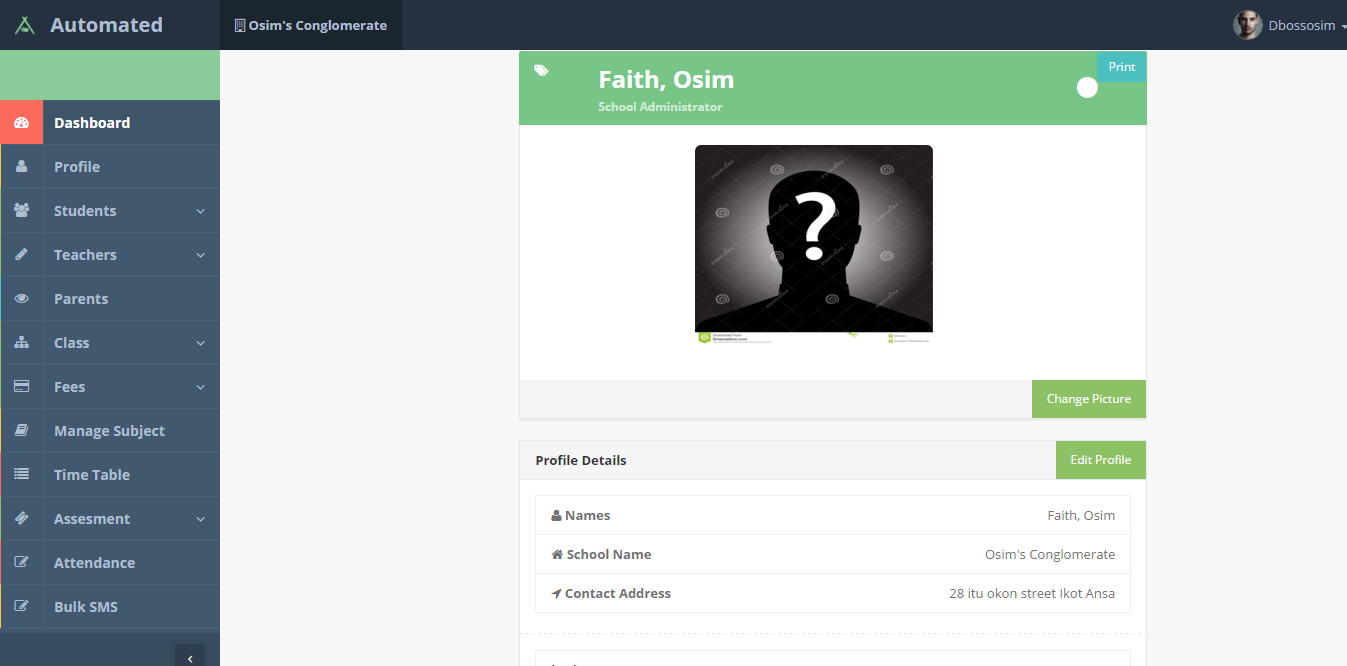 Automated
Osim's Conglomerate
Dbossosim
Dashboard
Profile
Students
Teachers
Parents
Class
Fees
Manage Subject
Time Table
Assesment
Attendance
Bulk SMS
Faith, Osim
School Administrator
Print
?
Change Picture
Profile Details
Edit Profile
Names Faith, Osim
School Name Osim's Conglomerate
Contact Address 28 itu okon street Ikot Ansa